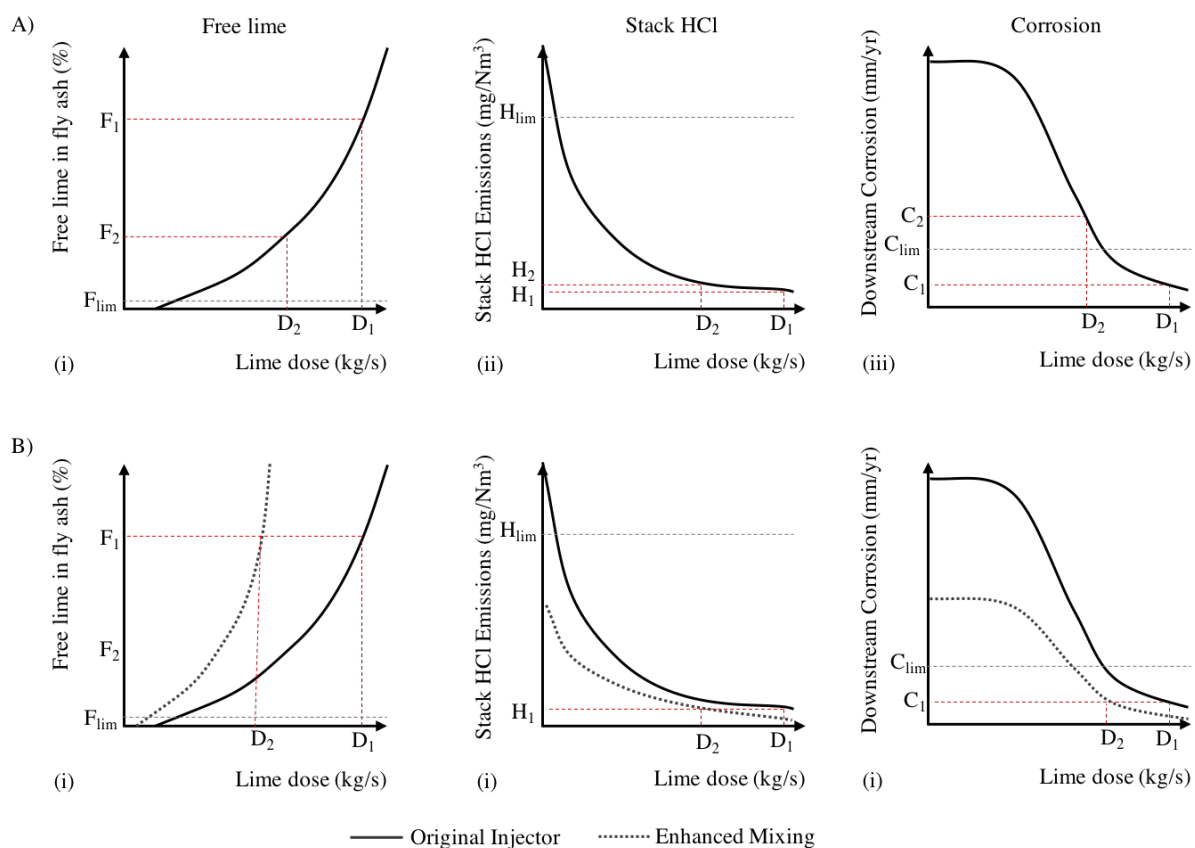 A)
Free lime
Free lime in fly ash (%)
F1
F2
Flim
D2
D1
(i)
Lime dose (kg/s)
Stack HCl
Stack HCl Emissions (mg/Nm³)
Hlim
H2
H1
D2
D1
(ii)
Lime dose (kg/s)
Corrosion
Downstream Corrosion (mm/yr)
C2
Clim
C1
D2
D1
(iii)
Lime dose (kg/s)
B)
Free lime in fly ash (%)
F1
F2
Flim
D2
D1
(i)
Lime dose (kg/s)
Stack HCl Emissions (mg/Nm³)
Hlim
H1
D2
D1
(i)
Lime dose (kg/s)
Downstream Corrosion (mm/yr)
Clim
C1
D2
D1
(i)
Lime dose (kg/s)
Original Injector
Enhanced Mixing